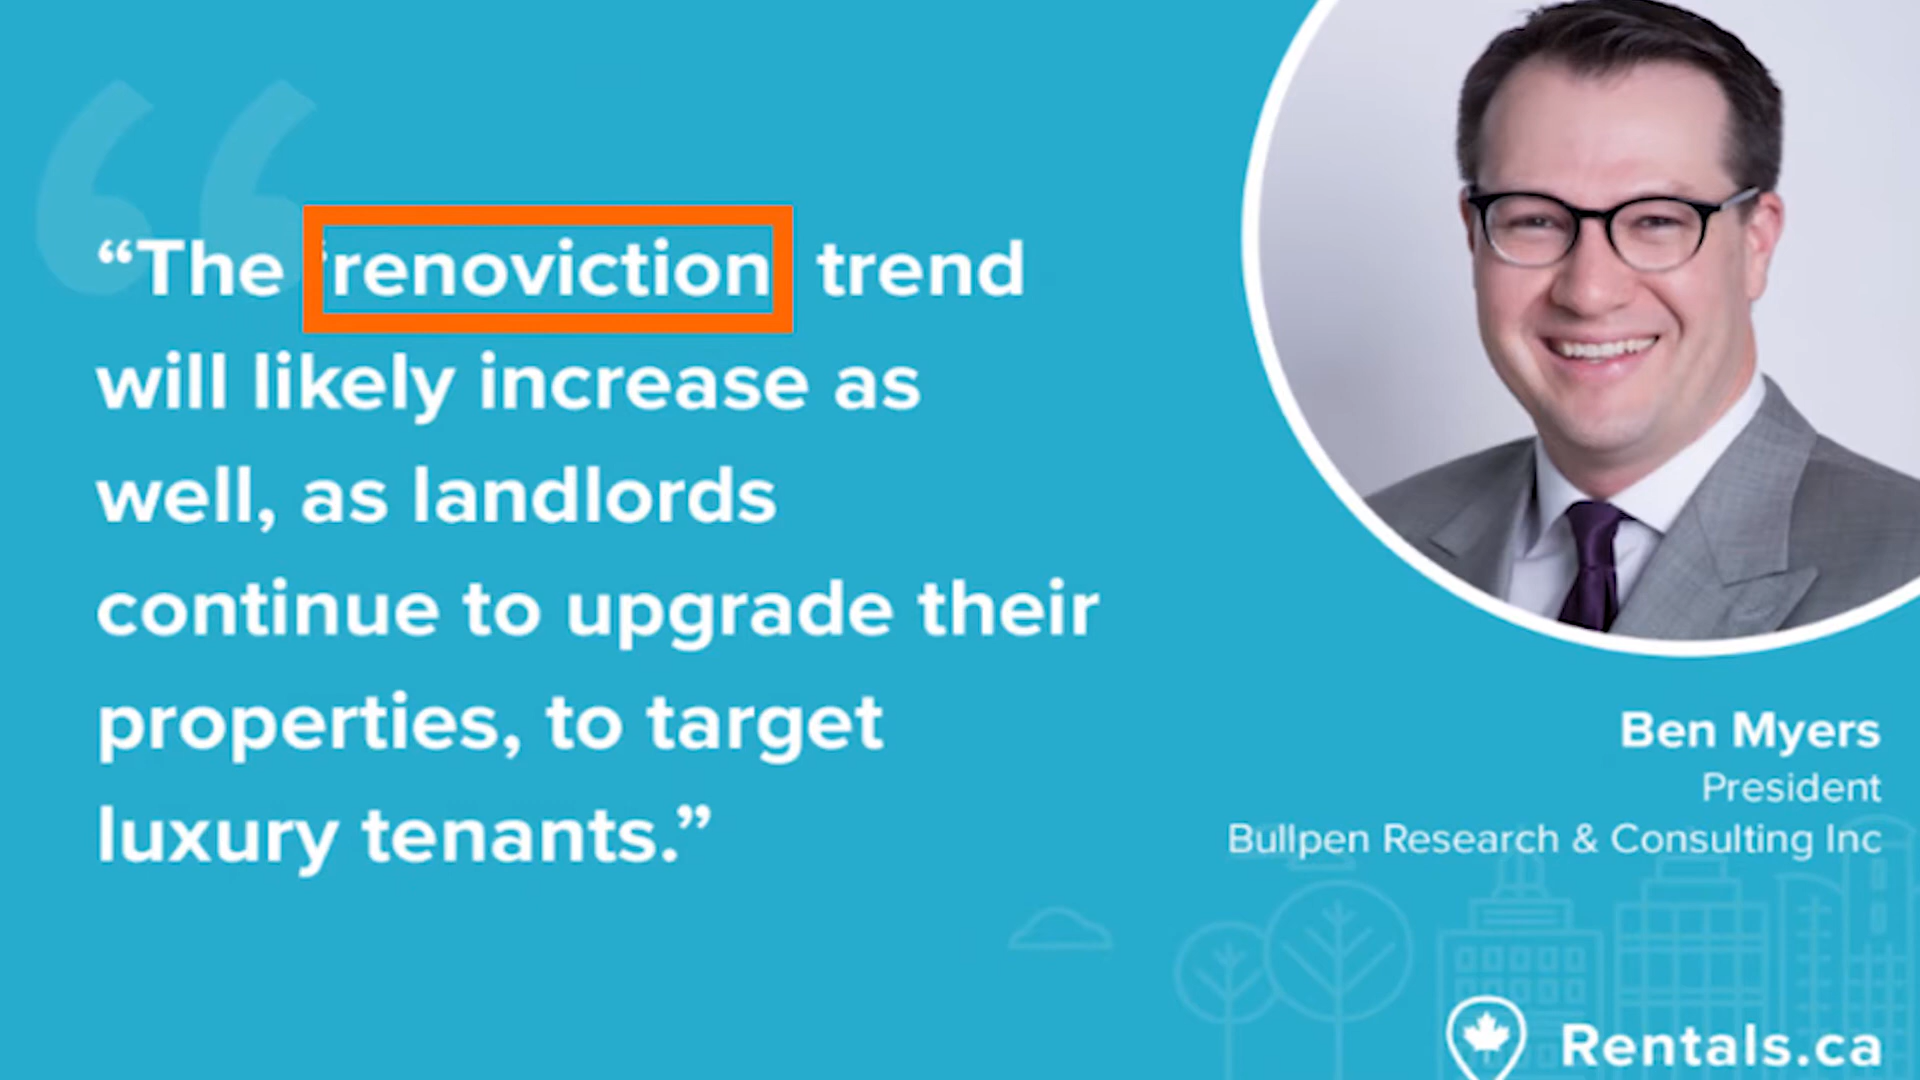 “The ‘renoviction trend
will likely increase as
well, as landlords
continue to upgrade their
properties, to target
luxury tenants.”
Ben Myers
President
Bullpen Research & Consulting Inc
Rentals.ca